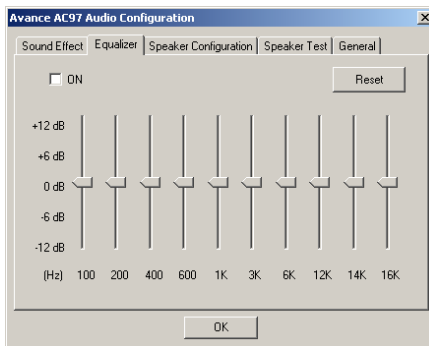 Avance AC97 Audio Configuration
Sound Effect Equalizer Speaker Configuration Speaker Test General
ON Reset
+12 dB
+6 dB
0 dB
-6 dB
-12 dB
(Hz) 100 200 400 600 1K 3K 6K 12K 14K 16K
OK